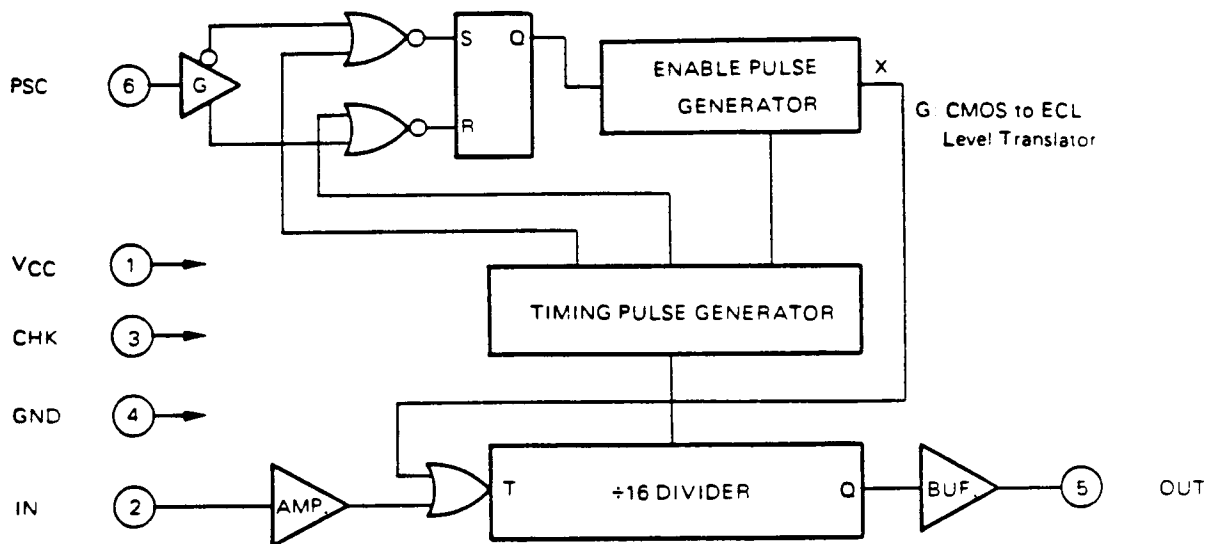 PSC 6 G S Q R
ENABLE PULSE
GENERATOR
X
G: CMOS to ECL
Level Translator
VCC 1
CHK 3
GND 4
TIMING PULSE GENERATOR
IN 2 AMP. T ÷16 DIVIDER Q BUF. 5 OUT